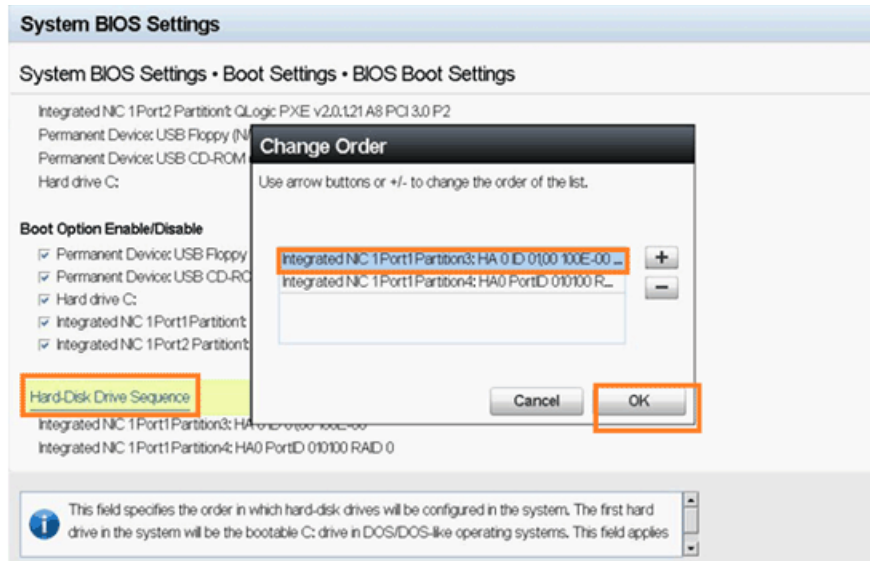 System BIOS Settings
System BIOS Settings • Boot Settings • BIOS Boot Settings
Integrated NIC 1 Port2 Partition1: QLogic PXE v2.0.1.21 A8 PCI 3.0 P2
Permanent Device: USB Floppy (N/
Permanent Device: USB CD-ROM
Hard drive C:
Boot Option Enable/Disable
Permanent Device: USB Floppy
Permanent Device: USB CD-RO
Hard drive C:
Integrated NIC 1 Port1 Partition1:
Integrated NIC 1 Port2 Partition1:
Hard-Disk Drive Sequence
Integrated NIC 1 Port1 Partition3: HA 0 ID 01,00 100E-00
Integrated NIC 1 Port1 Partition4: HA0 PortID 010100 RAID 0
Change Order
Use arrow buttons or +/- to change the order of the list.
Integrated NIC 1 Port1 Partition3: HA 0 ID 01,00 100E-00 ...
Integrated NIC 1 Port1 Partition4: HA0 PortID 010100 R...
+
−
Cancel
OK
This field specifies the order in which hard-disk drives will be configured in the system. The first hard
drive in the system will be the bootable C: drive in DOS/DOS-like operating systems. This field applies